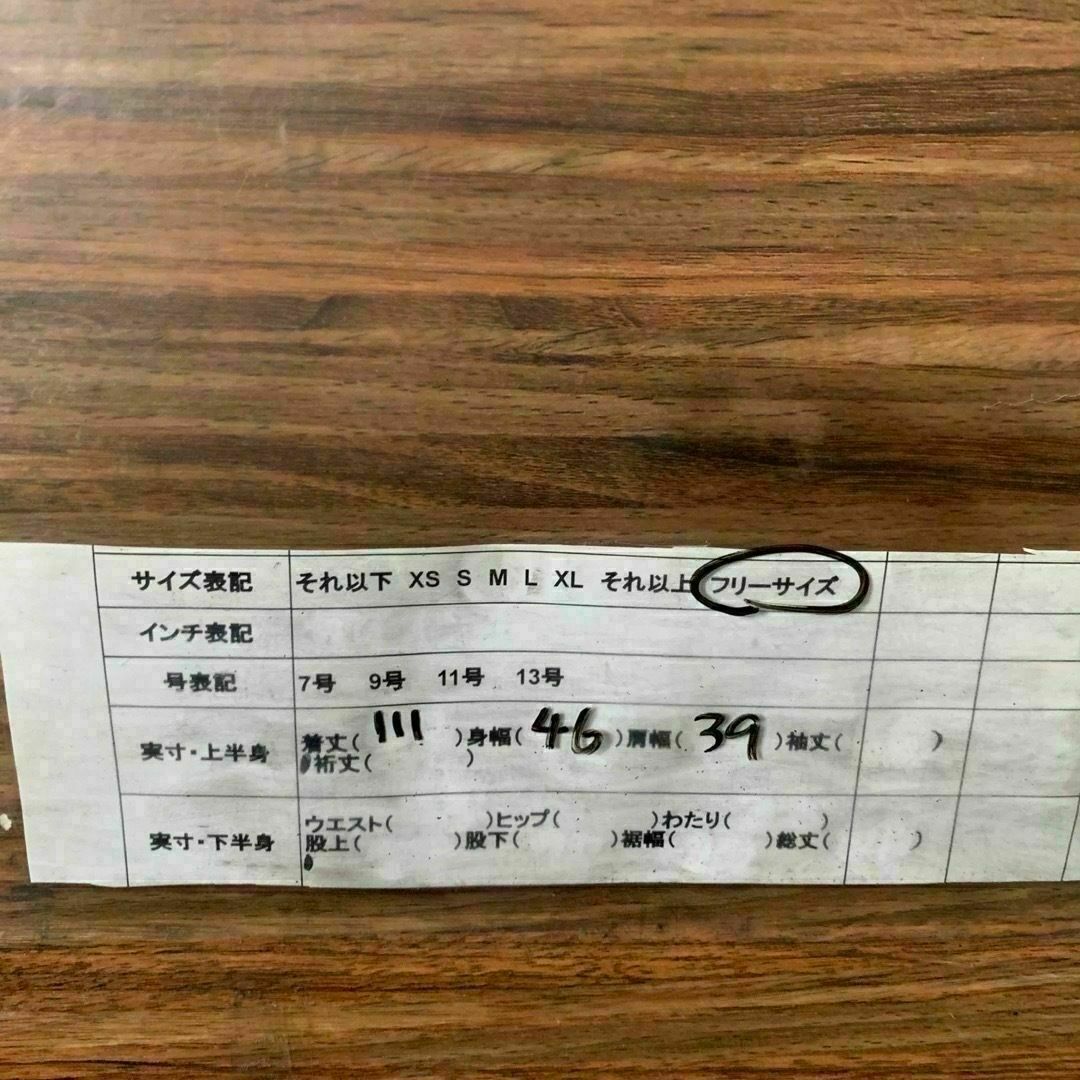 サイズ表記 それ以下 XS S M L XL それ以上 フリーサイズ
インチ表記
号表記 7号 9号 11号 13号
実寸・上半身 着丈( 111 )身幅( 46 )肩幅( 39 )袖丈( )
裄丈( )
実寸・下半身 ウエスト( )ヒップ( )わたり( )
股上( )股下( )裾幅( )総丈( )